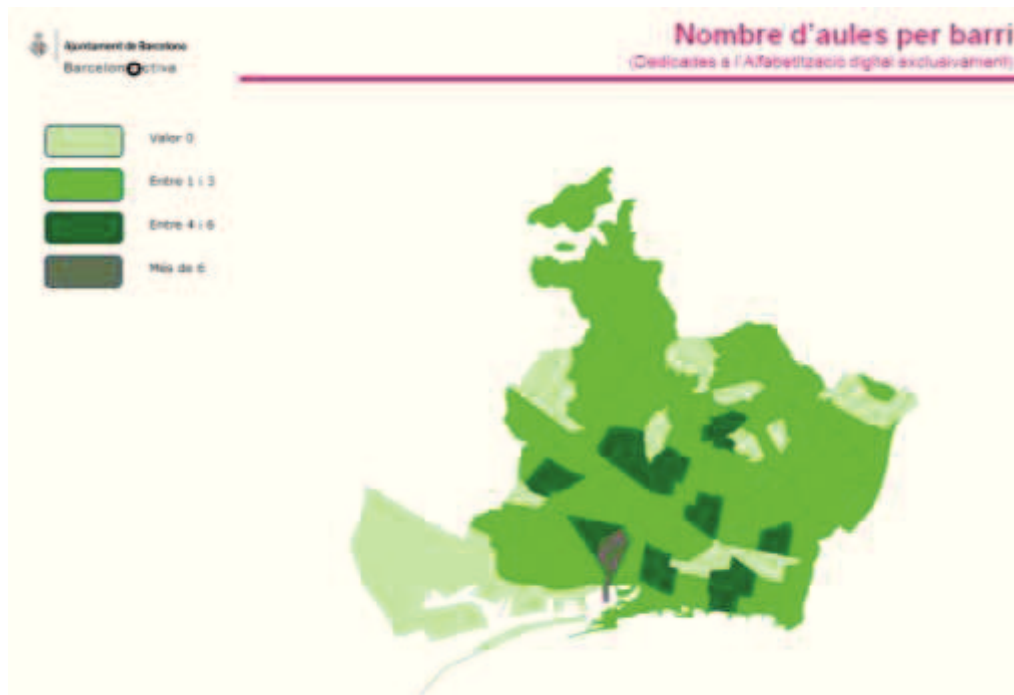 Ajuntament de Barcelona
Barcelona Activa
Nombre d'aules per barri
(Dedicades a l'Alfabetització digital exclusivament)
Valor 0
Entre 1 i 3
Entre 4 i 6
Més de 6